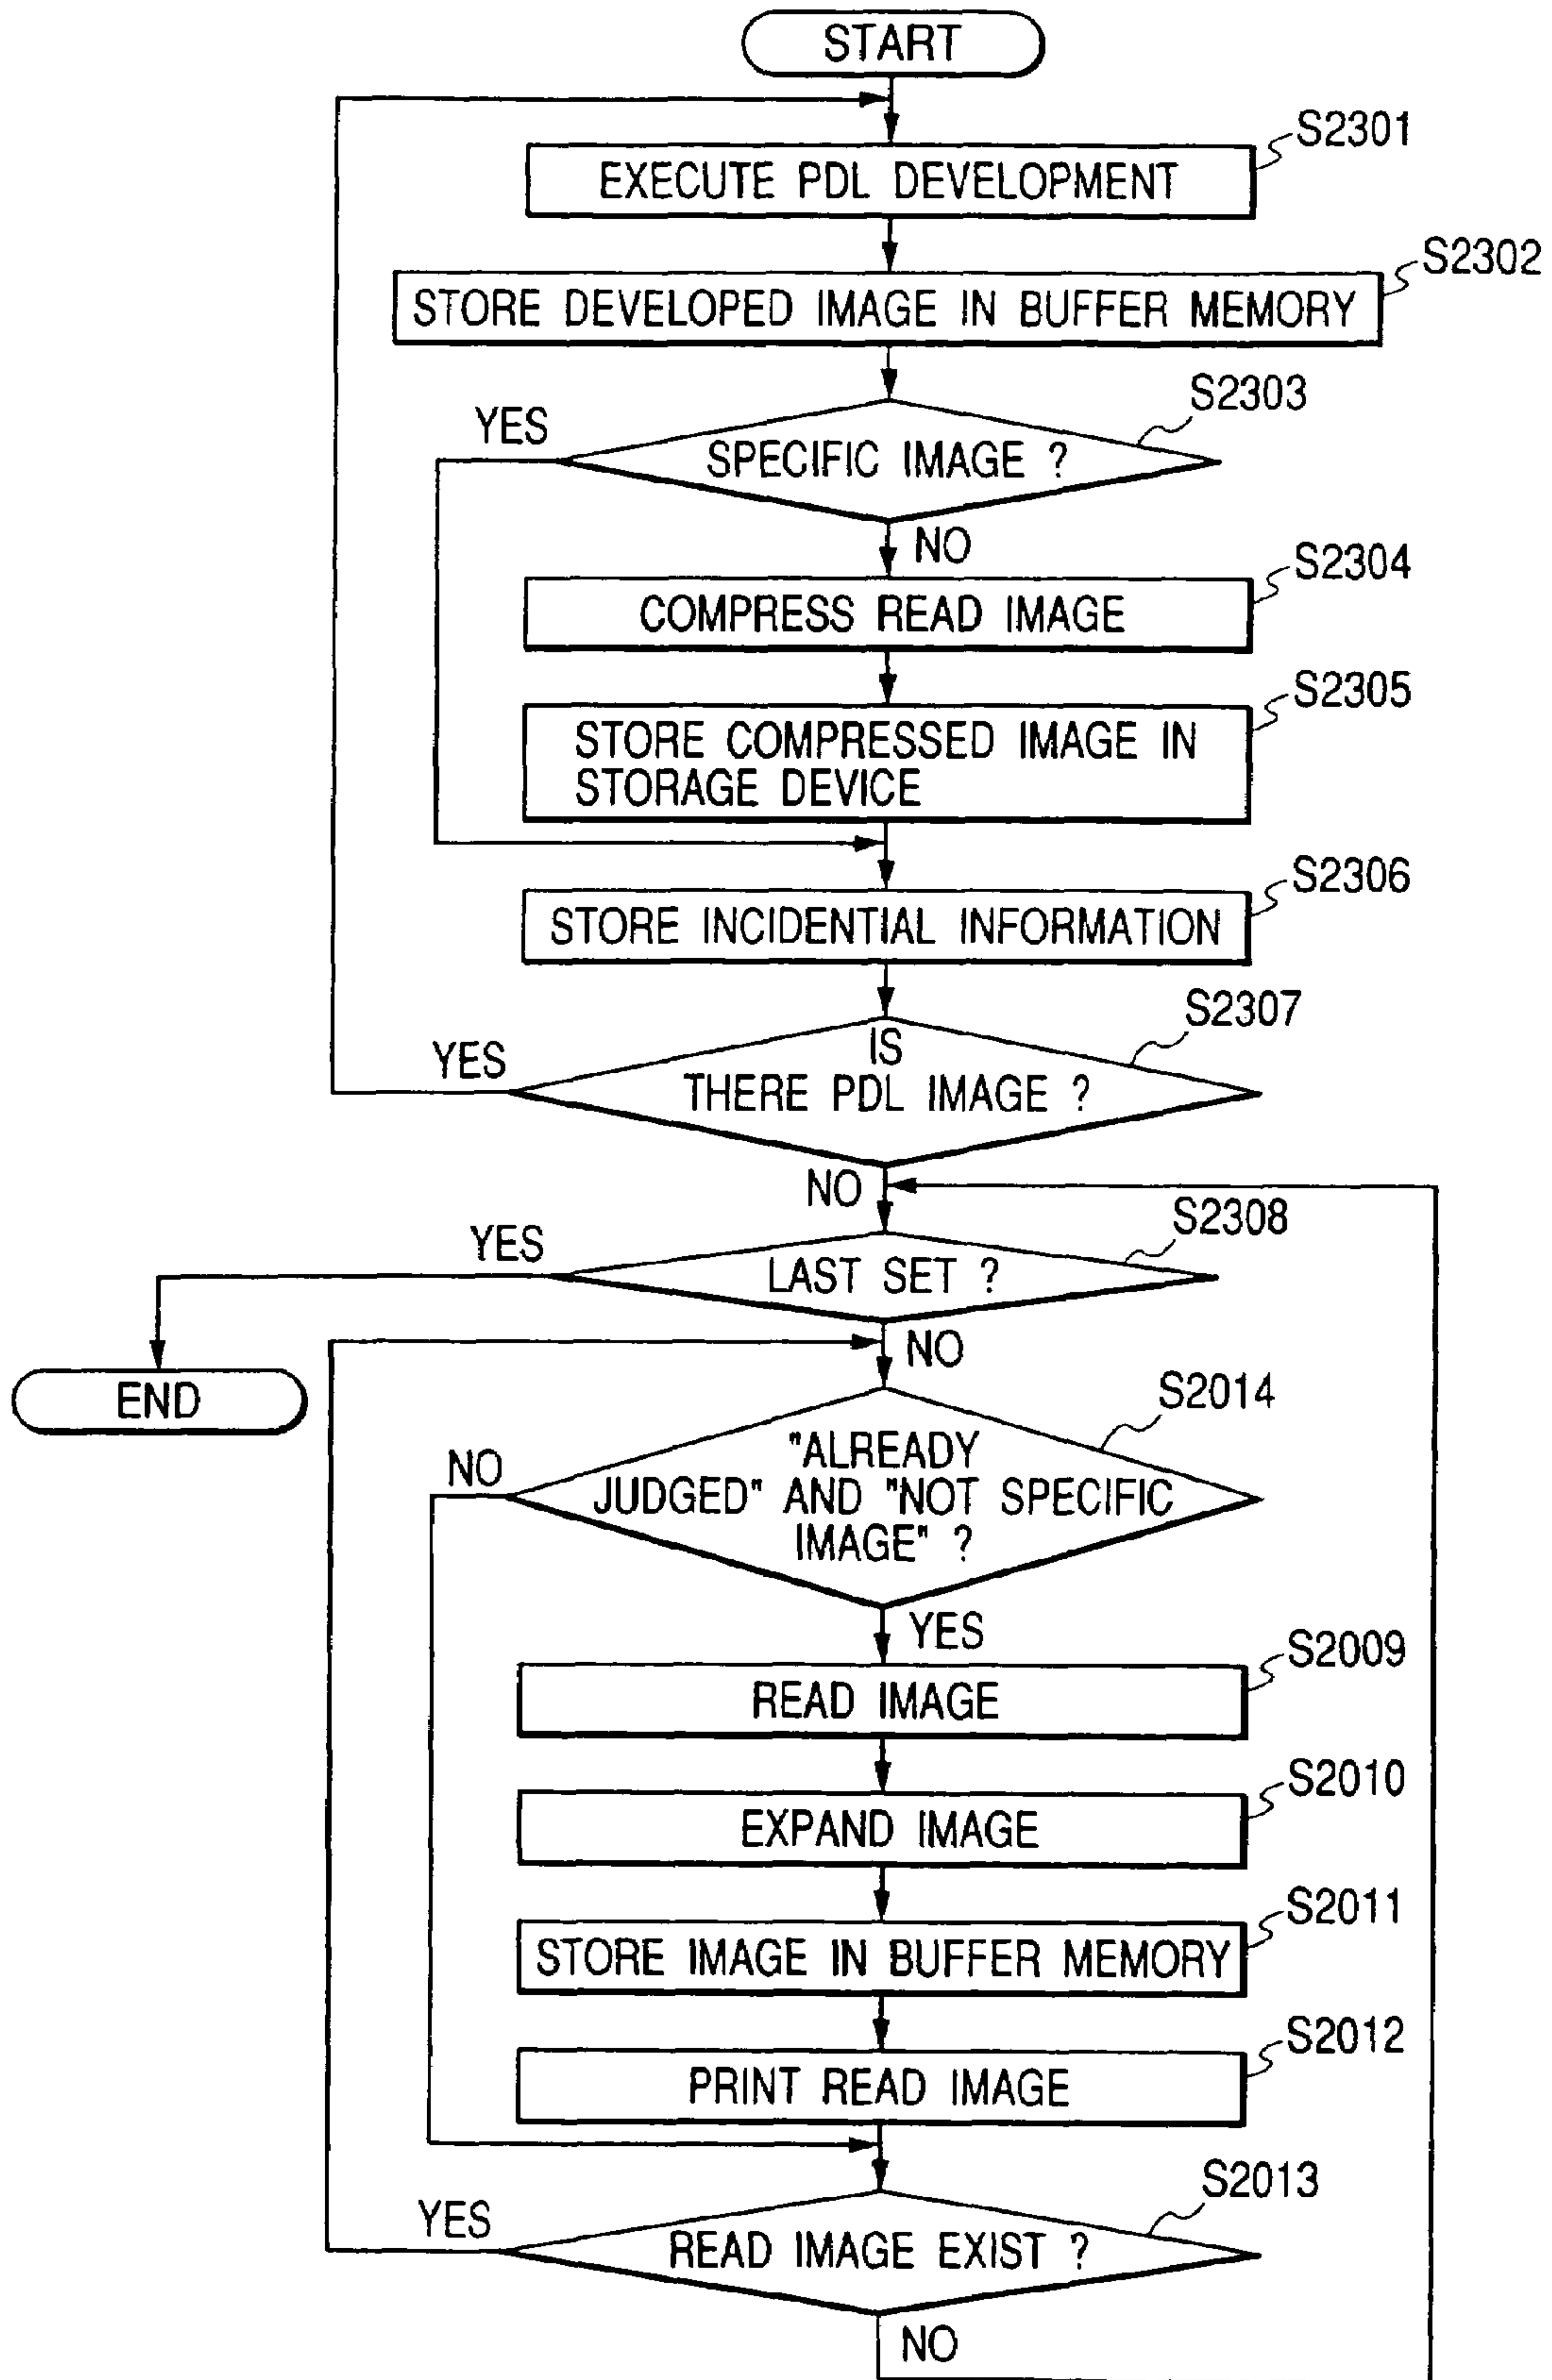 START
S2301
EXECUTE PDL DEVELOPMENT
S2302
STORE DEVELOPED IMAGE IN BUFFER MEMORY
S2303
YES
SPECIFIC IMAGE ?
NO
S2304
COMPRESS READ IMAGE
S2305
STORE COMPRESSED IMAGE IN
STORAGE DEVICE
S2306
STORE INCIDENTIAL INFORMATION
S2307
YES
IS
THERE PDL IMAGE ?
NO
S2308
YES
LAST SET ?
NO
END
S2014
NO
"ALREADY
JUDGED" AND "NOT SPECIFIC
IMAGE" ?
YES
S2009
READ IMAGE
S2010
EXPAND IMAGE
S2011
STORE IMAGE IN BUFFER MEMORY
S2012
PRINT READ IMAGE
S2013
YES
READ IMAGE EXIST ?
NO